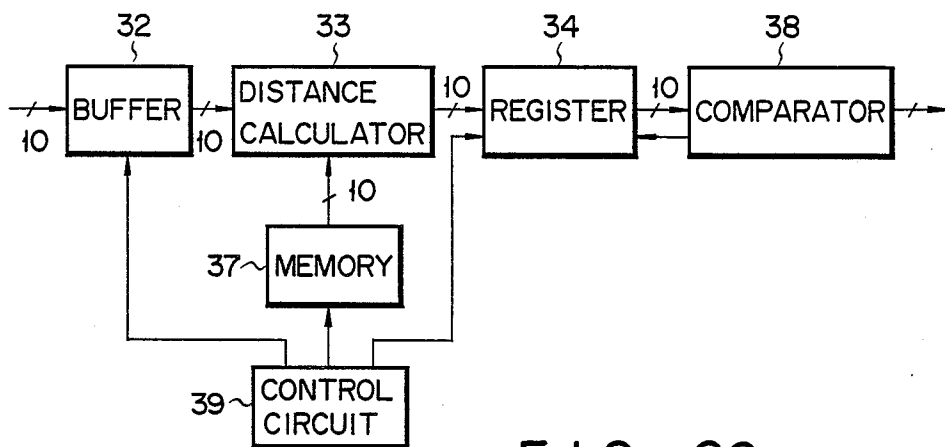 32
33
34
38
BUFFER
DISTANCE
CALCULATOR
REGISTER
COMPARATOR
10
10
10
10
10
37
MEMORY
39
CONTROL
CIRCUIT